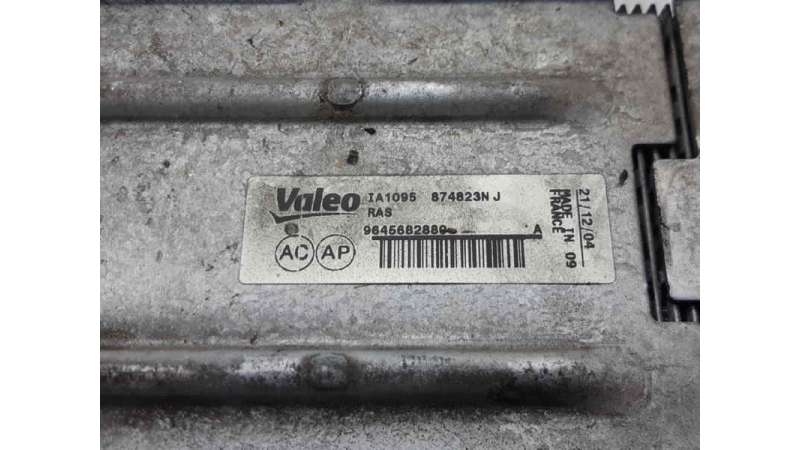 Valeo
IA1095 874823N J
RAS
9645682880
A
AC AP
21/12/04
MADE IN 09
FRANCE